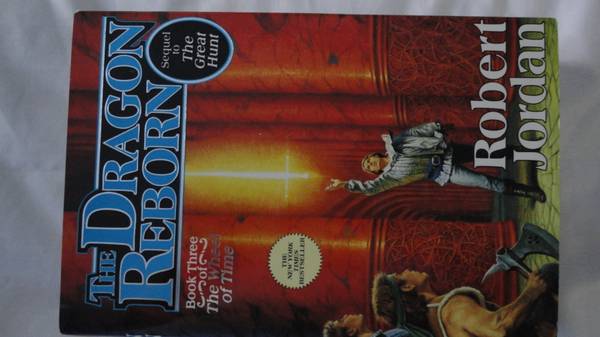 THE DRAGON
REBORN
Sequel
to
The
Great
Hunt
Book Three
of
The Wheel
of Time
THE
NEW YORK
TIMES
BESTSELLER
Robert
Jordan